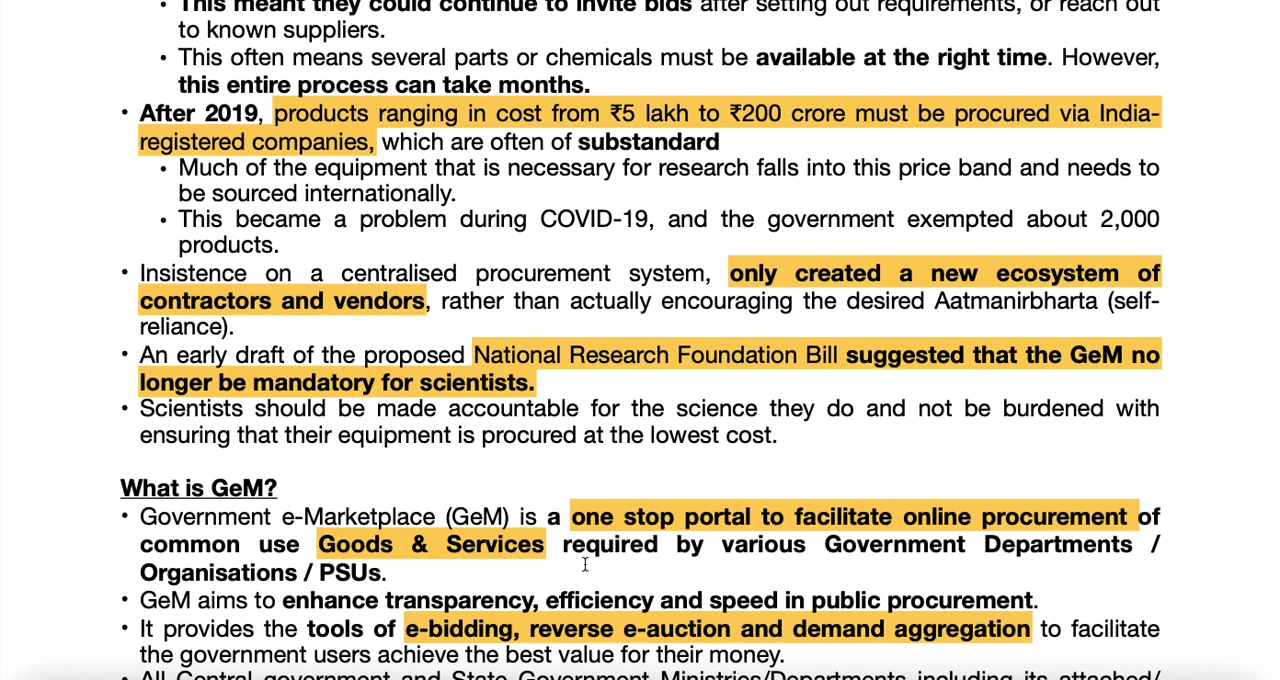 • This meant they could continue to invite bids after setting out requirements, or reach out
to known suppliers.
• This often means several parts or chemicals must be available at the right time. However,
this entire process can take months.
• After 2019, products ranging in cost from ₹5 lakh to ₹200 crore must be procured via India-
registered companies, which are often of substandard
• Much of the equipment that is necessary for research falls into this price band and needs to
be sourced internationally.
• This became a problem during COVID-19, and the government exempted about 2,000
products.
• Insistence on a centralised procurement system, only created a new ecosystem of
contractors and vendors, rather than actually encouraging the desired Aatmanirbharta (self-
reliance).
• An early draft of the proposed National Research Foundation Bill suggested that the GeM no
longer be mandatory for scientists.
• Scientists should be made accountable for the science they do and not be burdened with
ensuring that their equipment is procured at the lowest cost.
What is GeM?
• Government e-Marketplace (GeM) is a one stop portal to facilitate online procurement of
common use Goods & Services required by various Government Departments /
Organisations / PSUs.
• GeM aims to enhance transparency, efficiency and speed in public procurement.
• It provides the tools of e-bidding, reverse e-auction and demand aggregation to facilitate
the government users achieve the best value for their money.
• All Central government and State Government Ministries/Departments including its attached/